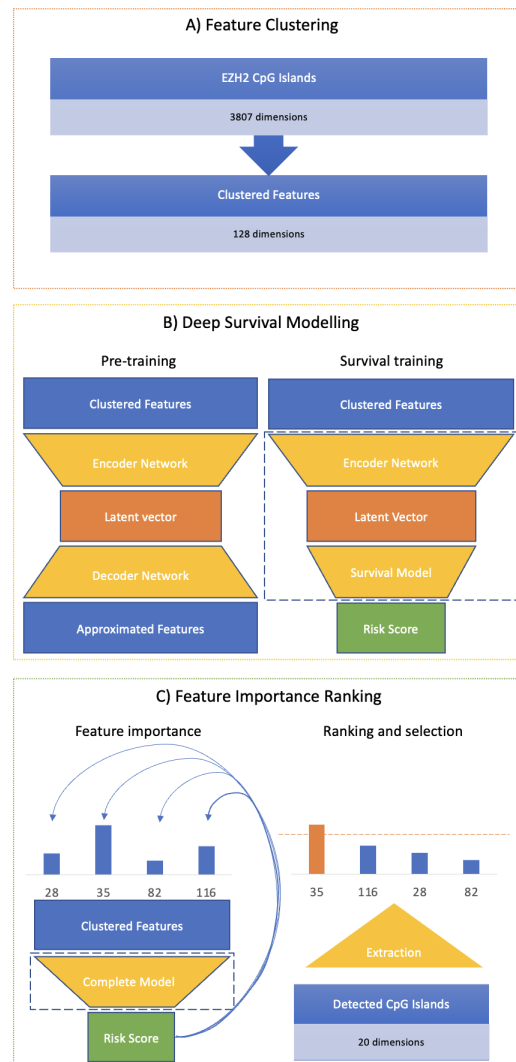 A) Feature Clustering
EZH2 CpG Islands
3807 dimensions
Clustered Features
128 dimensions
B) Deep Survival Modelling
Pre-training
Clustered Features
Encoder Network
Latent vector
Decoder Network
Approximated Features
Survival training
Clustered Features
Encoder Network
Latent Vector
Survival Model
Risk Score
C) Feature Importance Ranking
Feature importance
28 35 82 116
Clustered Features
Complete Model
Risk Score
Ranking and selection
35 116 28 82
Extraction
Detected CpG Islands
20 dimensions